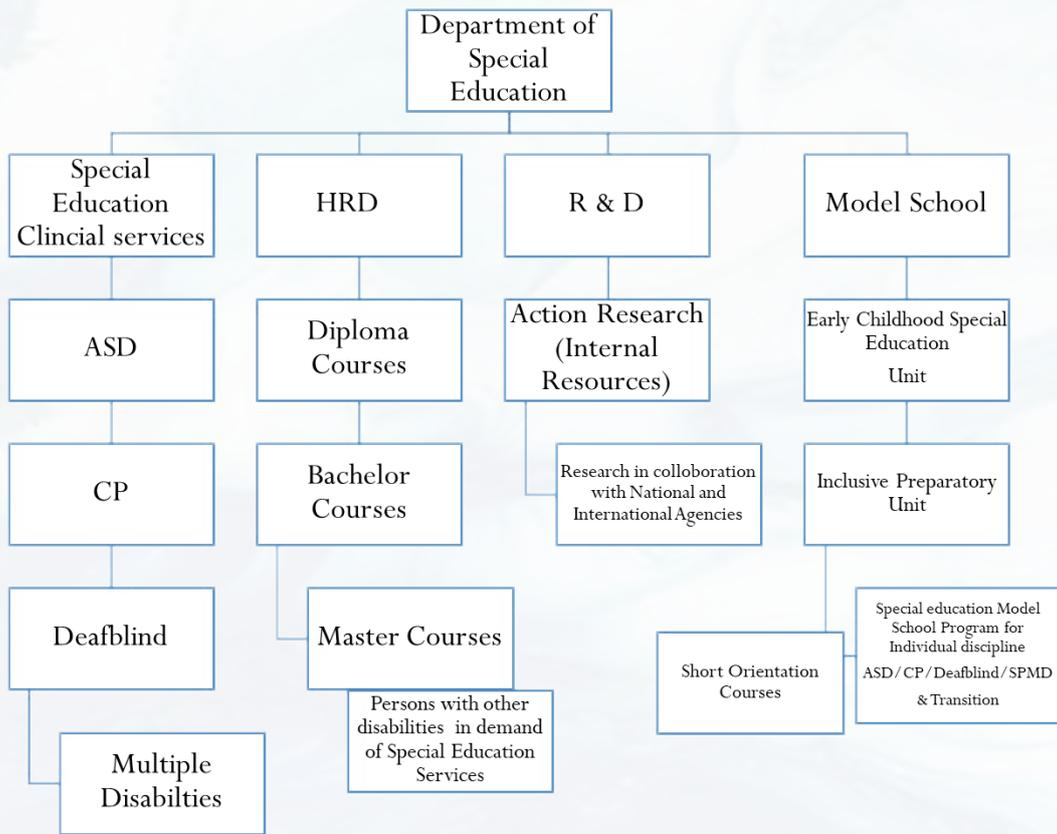 Department of
Special
Education
Special
Education
Clincial services
HRD
R & D
Model School
ASD
Diploma
Courses
Action Research
(Internal
Resources)
Early Childhood Special
Education
Unit
CP
Bachelor
Courses
Research in colloboration
with National and
International Agencies
Inclusive Preparatory
Unit
Deafblind
Master Courses
Short Orientation
Courses
Special education Model
School Program for
Individual discipline
ASD/CP/Deafblind/SPMD
& Transition
Persons with other
disabilities in demand
of Special Education
Services
Multiple
Disabilties